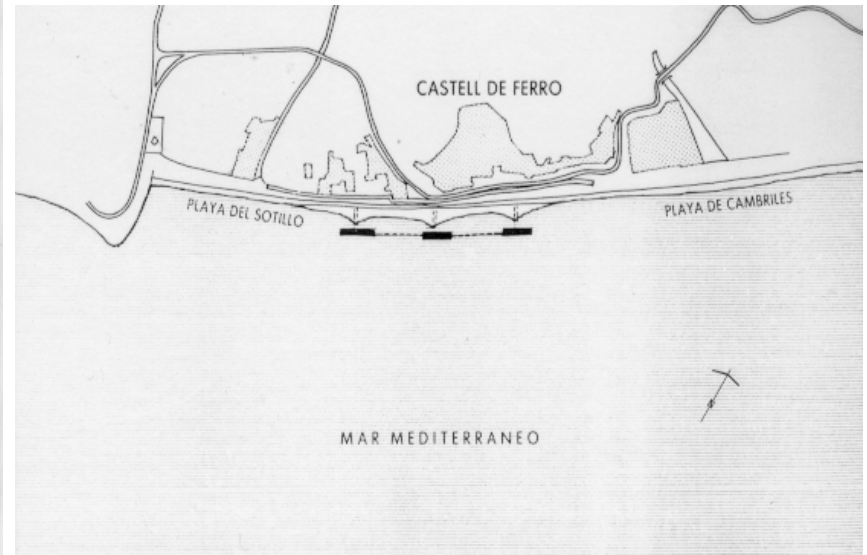 CASTELL DE FERRO
PLAYA DEL SOTILLO
PLAYA DE CAMBRILES
MAR MEDITERRANEO